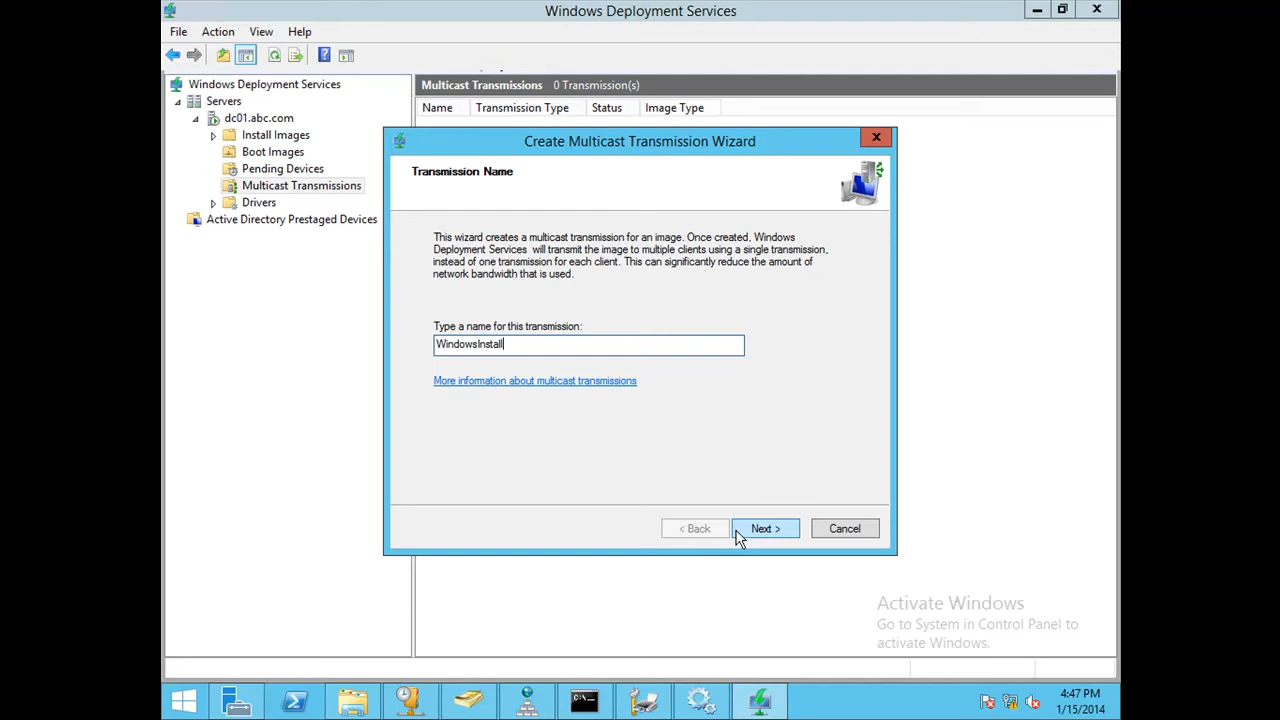 Windows Deployment Services
File Action View Help
Windows Deployment Services
Servers
dc01.abc.com
Install Images
Boot Images
Pending Devices
Multicast Transmissions
Drivers
Active Directory Prestaged Devices
Multicast Transmissions 0 Transmission(s)
Name Transmission Type Status Image Type
Create Multicast Transmission Wizard
Transmission Name
This wizard creates a multicast transmission for an image. Once created, Windows
Deployment Services will transmit the image to multiple clients using a single transmission,
instead of one transmission for each client. This can significantly reduce the amount of
network bandwidth that is used.
Type a name for this transmission:
WindowsInstall
More information about multicast transmissions
< Back Next > Cancel
Activate Windows
Go to System in Control Panel to
activate Windows.
4:47 PM
1/15/2014